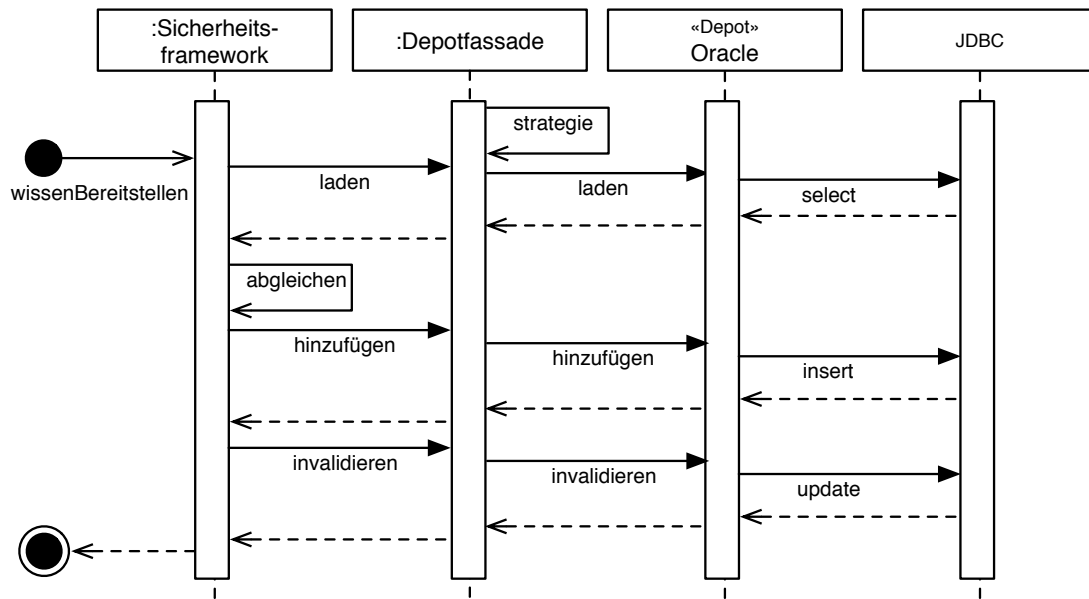 :Sicherheits-
framework
:Depotfassade
«Depot»
Oracle
JDBC
strategie
wissenBereitstellen
laden
laden
select
abgleichen
hinzufügen
hinzufügen
insert
invalidieren
invalidieren
update